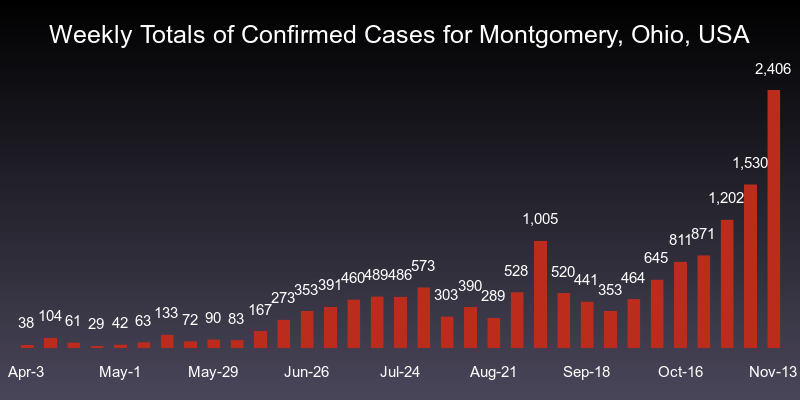 Weekly Totals of Confirmed Cases for Montgomery, Ohio, USA
2,406
1,530
1,202
1,005
38 104 61 29 42 63 133 72 90 83 167 273 353 391 460 489 486 573 303 390 289 528 520 441 353 464 645 811 871
Apr-3 May-1 May-29 Jun-26 Jul-24 Aug-21 Sep-18 Oct-16 Nov-13